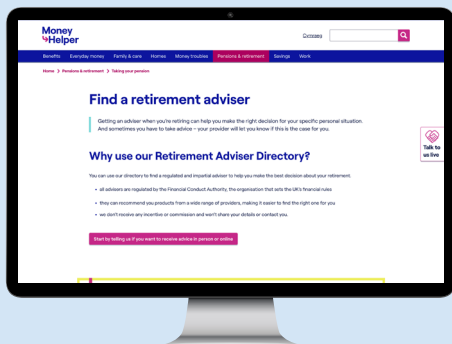 Money
Helper
Cymraeg
Benefits Everyday money Family & care Homes Money troubles Pensions & retirement Savings Work
Home > Pensions & retirement > Taking your pension
Find a retirement adviser
Getting an adviser when you're retiring can help you make the right decision for your specific personal situation.
And sometimes you have to take advice – your provider will let you know if this is the case for you.
Talk to
us live
Why use our Retirement Adviser Directory?
You can use our directory to find a regulated and impartial adviser to help you make the best decision about your retirement.
• all advisers are regulated by the Financial Conduct Authority, the organisation that sets the UK's financial rules
• they can recommend you products from a wide range of providers, making it easier to find the right one for you
• we don't receive any incentive or commission and won't share your details or contact you.
Start by telling us if you want to receive advice in person or online